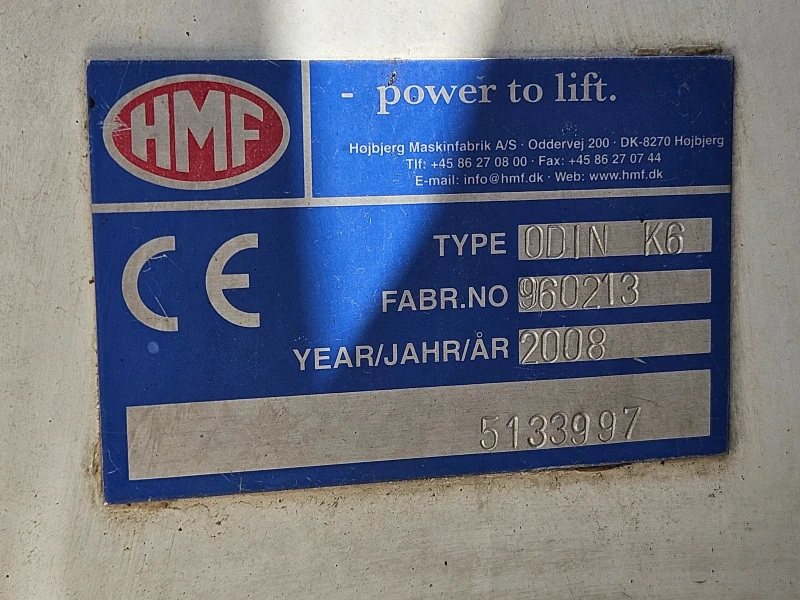 HMF
- power to lift.
Højbjerg Maskinfabrik A/S · Oddervej 200 · DK-8270 Højbjerg
Tlf: +45 86 27 08 00 · Fax: +45 86 27 07 44
E-mail: info@hmf.dk · Web: www.hmf.dk
CE
TYPE ODIN K6
FABR.NO 960213
YEAR/JAHR/ÅR 2008
5133997